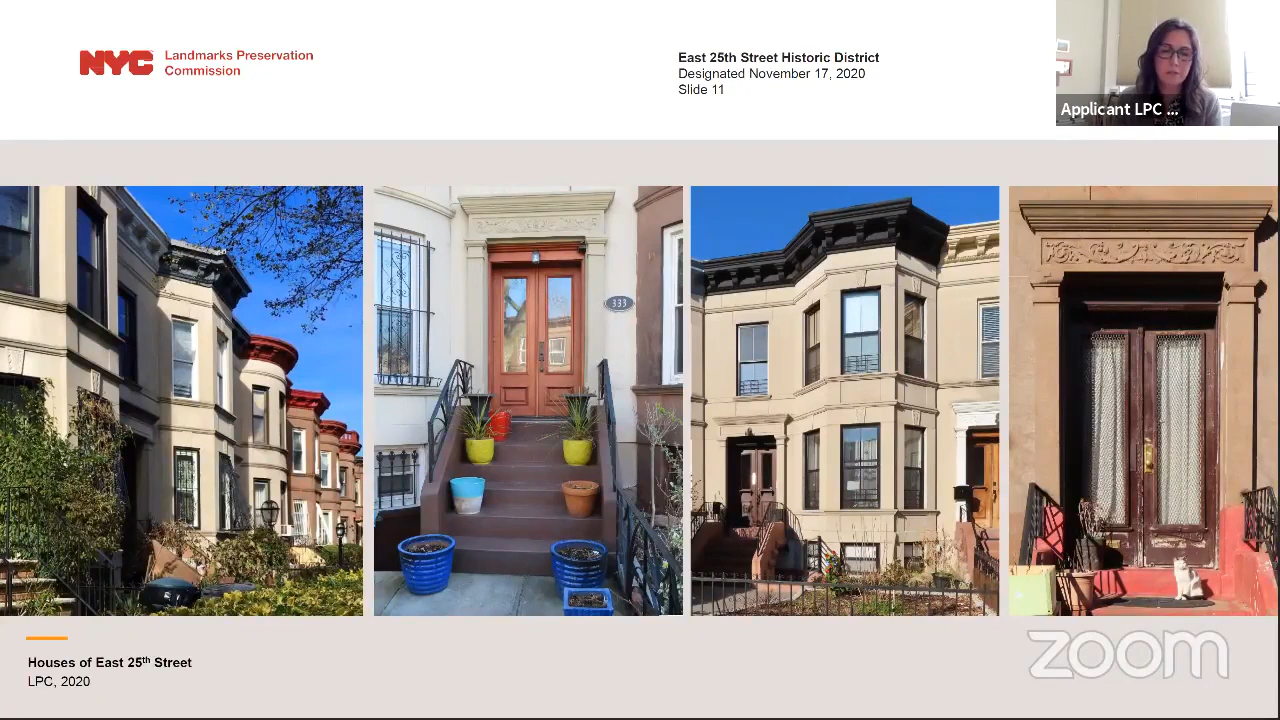 NYC
Landmarks Preservation
Commission
East 25th Street Historic District
Designated November 17, 2020
Slide 11
Applicant LPC ...
333
Houses of East 25th Street
LPC, 2020
zoom